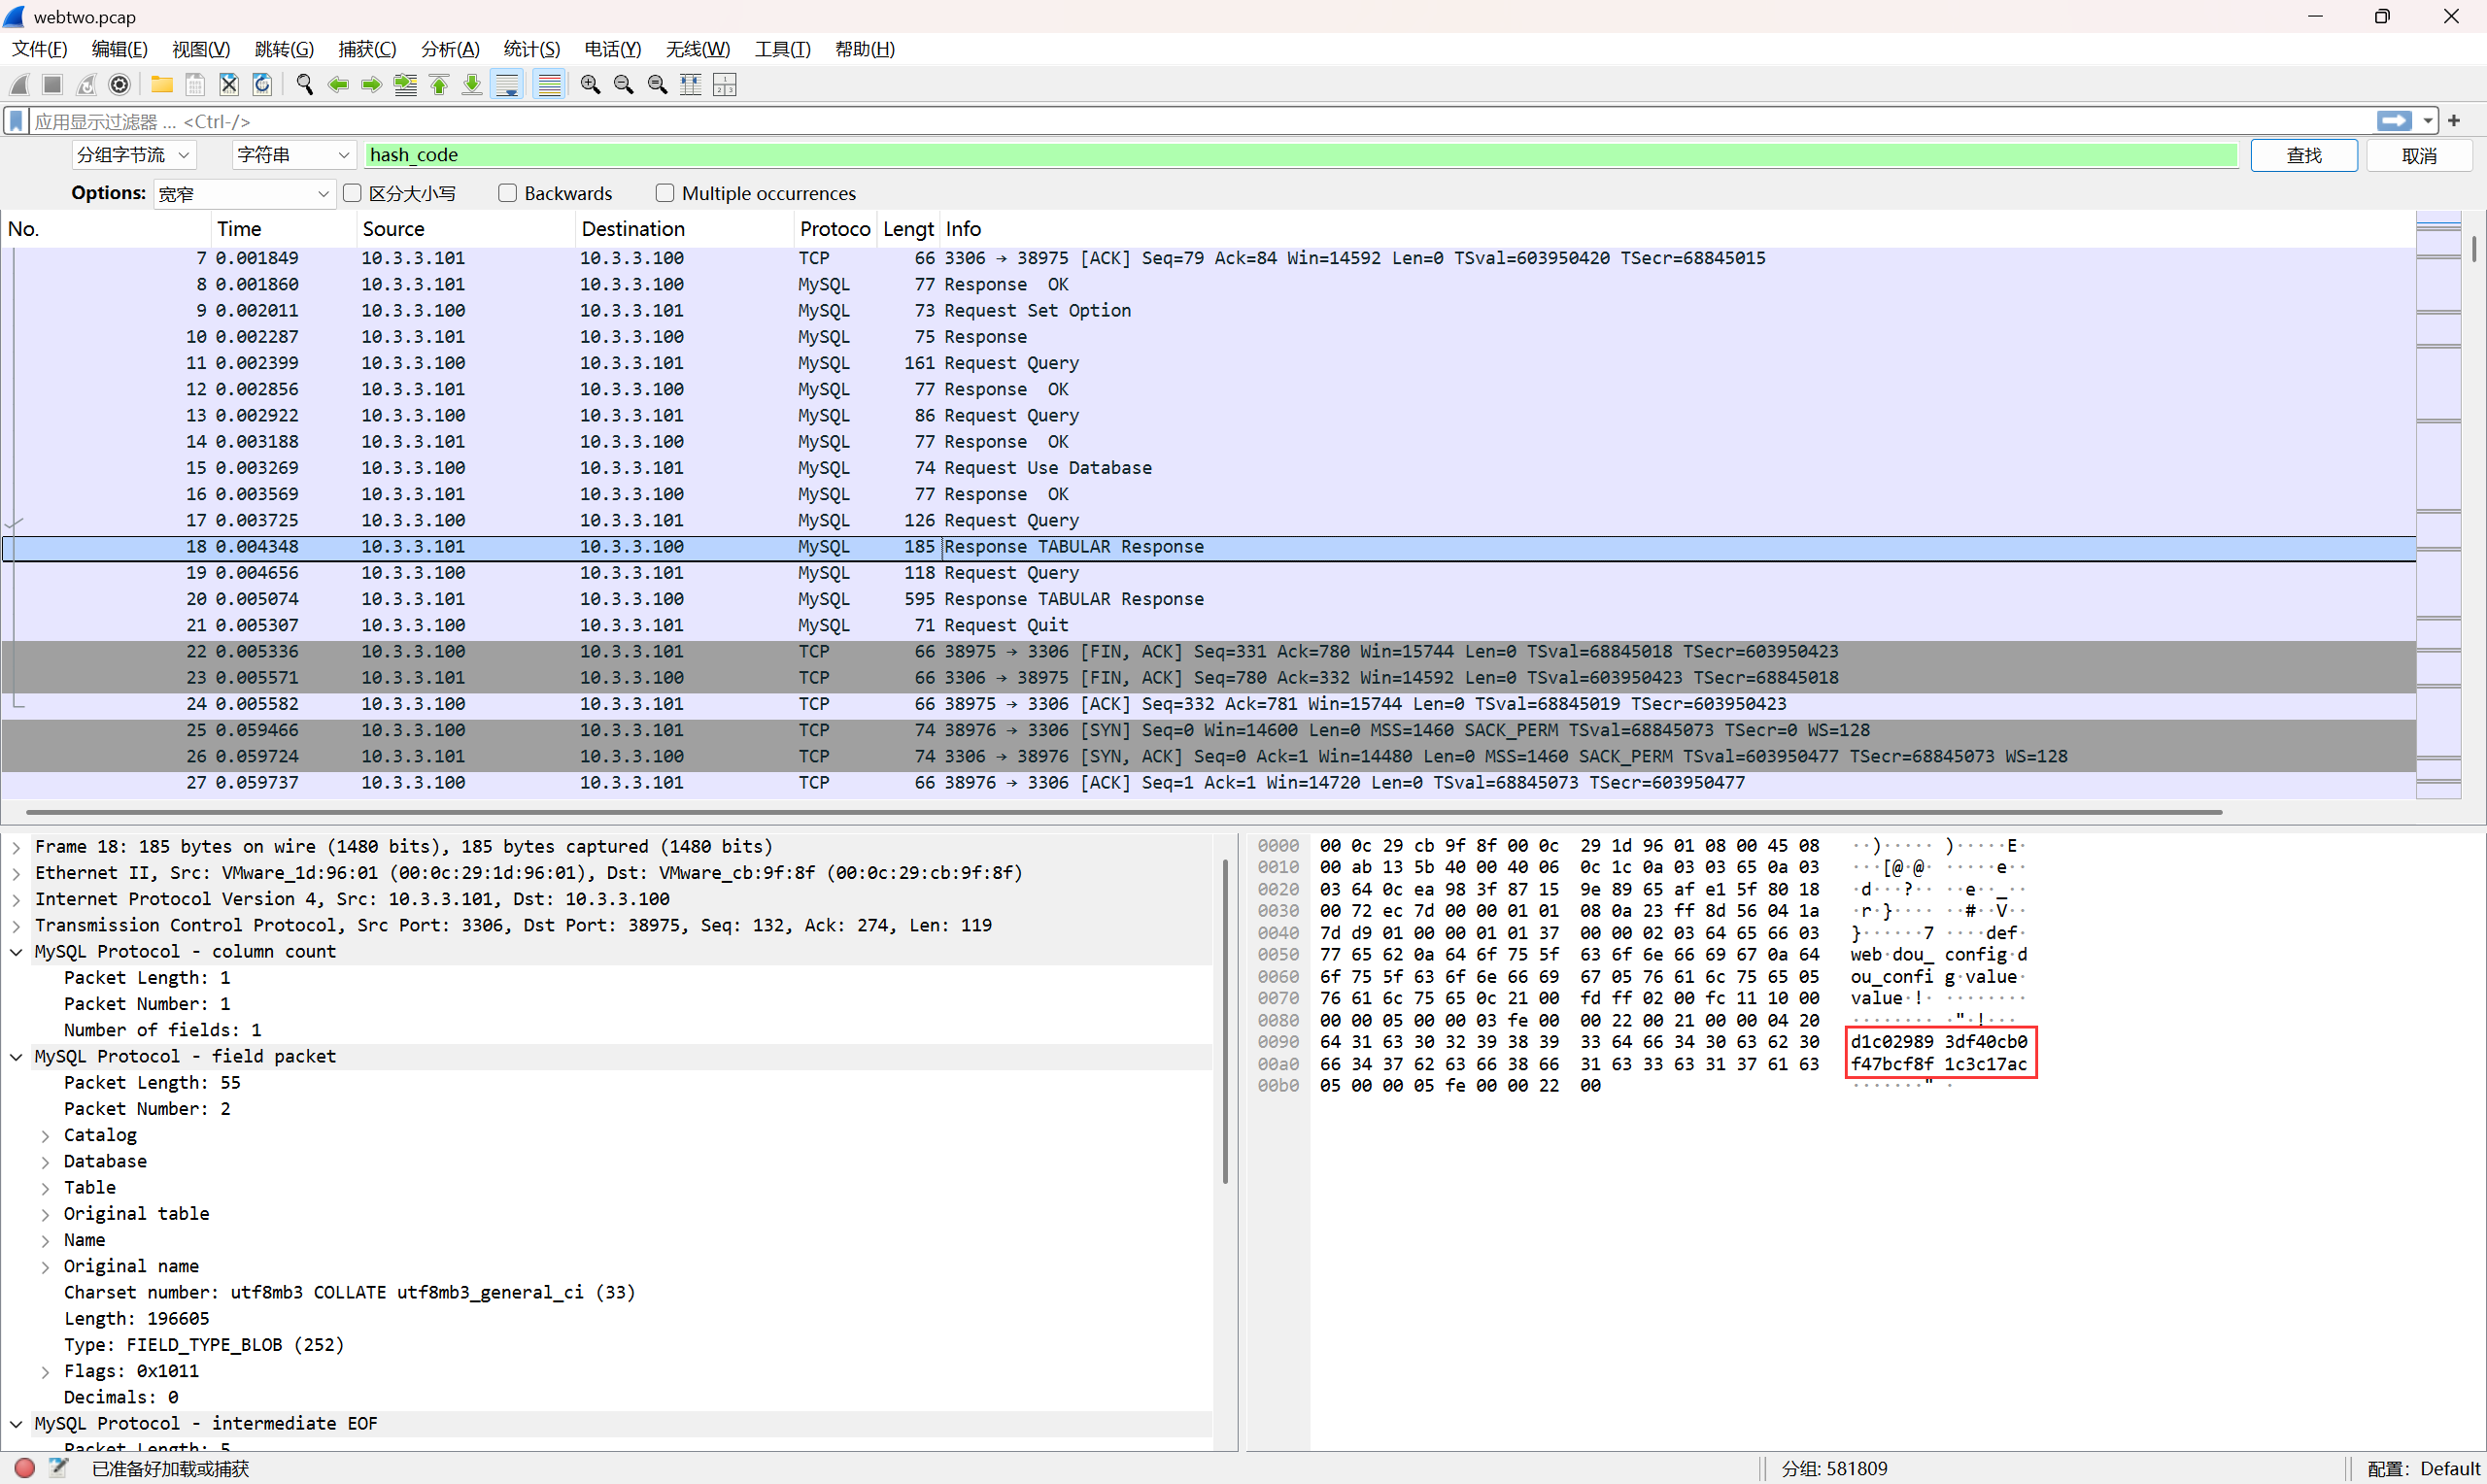 webtwo.pcap
文件(F) 编辑(E) 视图(V) 跳转(G) 捕获(C) 分析(A) 统计(S) 电话(Y) 无线(W) 工具(T) 帮助(H)
应用显示过滤器 … <Ctrl-/>
分组字节流 字符串 hash_code 查找 取消
Options: 宽窄 区分大小写 Backwards Multiple occurrences
No. Time Source Destination Protoco Lengt Info
7 0.001849 10.3.3.101 10.3.3.100 TCP 66 3306 → 38975 [ACK] Seq=79 Ack=84 Win=14592 Len=0 TSval=603950420 TSecr=68845015
8 0.001860 10.3.3.101 10.3.3.100 MySQL 77 Response OK
9 0.002011 10.3.3.100 10.3.3.101 MySQL 73 Request Set Option
10 0.002287 10.3.3.101 10.3.3.100 MySQL 75 Response
11 0.002399 10.3.3.100 10.3.3.101 MySQL 161 Request Query
12 0.002856 10.3.3.101 10.3.3.100 MySQL 77 Response OK
13 0.002922 10.3.3.100 10.3.3.101 MySQL 86 Request Query
14 0.003188 10.3.3.101 10.3.3.100 MySQL 77 Response OK
15 0.003269 10.3.3.100 10.3.3.101 MySQL 74 Request Use Database
16 0.003569 10.3.3.101 10.3.3.100 MySQL 77 Response OK
17 0.003725 10.3.3.100 10.3.3.101 MySQL 126 Request Query
18 0.004348 10.3.3.101 10.3.3.100 MySQL 185 Response TABULAR Response
19 0.004656 10.3.3.100 10.3.3.101 MySQL 118 Request Query
20 0.005074 10.3.3.101 10.3.3.100 MySQL 595 Response TABULAR Response
21 0.005307 10.3.3.100 10.3.3.101 MySQL 71 Request Quit
22 0.005336 10.3.3.100 10.3.3.101 TCP 66 38975 → 3306 [FIN, ACK] Seq=331 Ack=780 Win=15744 Len=0 TSval=68845018 TSecr=603950423
23 0.005571 10.3.3.101 10.3.3.100 TCP 66 3306 → 38975 [FIN, ACK] Seq=780 Ack=332 Win=14592 Len=0 TSval=603950423 TSecr=68845018
24 0.005582 10.3.3.100 10.3.3.101 TCP 66 38975 → 3306 [ACK] Seq=332 Ack=781 Win=15744 Len=0 TSval=68845019 TSecr=603950423
25 0.059466 10.3.3.100 10.3.3.101 TCP 74 38976 → 3306 [SYN] Seq=0 Win=14600 Len=0 MSS=1460 SACK_PERM TSval=68845073 TSecr=0 WS=128
26 0.059724 10.3.3.101 10.3.3.100 TCP 74 3306 → 38976 [SYN, ACK] Seq=0 Ack=1 Win=14480 Len=0 MSS=1460 SACK_PERM TSval=603950477 TSecr=68845073 WS=128
27 0.059737 10.3.3.100 10.3.3.101 TCP 66 38976 → 3306 [ACK] Seq=1 Ack=1 Win=14720 Len=0 TSval=68845073 TSecr=603950477
Frame 18: 185 bytes on wire (1480 bits), 185 bytes captured (1480 bits)
Ethernet II, Src: VMware_1d:96:01 (00:0c:29:1d:96:01), Dst: VMware_cb:9f:8f (00:0c:29:cb:9f:8f)
Internet Protocol Version 4, Src: 10.3.3.101, Dst: 10.3.3.100
Transmission Control Protocol, Src Port: 3306, Dst Port: 38975, Seq: 132, Ack: 274, Len: 119
MySQL Protocol - column count
Packet Length: 1
Packet Number: 1
Number of fields: 1
MySQL Protocol - field packet
Packet Length: 55
Packet Number: 2
Catalog
Database
Table
Original table
Name
Original name
Charset number: utf8mb3 COLLATE utf8mb3_general_ci (33)
Length: 196605
Type: FIELD_TYPE_BLOB (252)
Flags: 0x1011
Decimals: 0
MySQL Protocol - intermediate EOF
Packet Length: 5
0000 00 0c 29 cb 9f 8f 00 0c 29 1d 96 01 08 00 45 08 ··)····· )·····E·
0010 00 ab 13 5b 40 00 40 06 0c 1c 0a 03 03 65 0a 03 ···[@·@· ·····e··
0020 03 64 0c ea 98 3f 87 15 9e 89 65 af e1 5f 80 18 ·d···?·· ··e··_··
0030 00 72 ec 7d 00 00 01 01 08 0a 23 ff 8d 56 04 1a ·r·}···· ··#··V··
0040 7d d9 01 00 00 01 01 37 00 00 02 03 64 65 66 03 }······7 ····def·
0050 77 65 62 0a 64 6f 75 5f 63 6f 6e 66 69 67 0a 64 web·dou_ config·d
0060 6f 75 5f 63 6f 6e 66 69 67 05 76 61 6c 75 65 05 ou_confi g·value·
0070 76 61 6c 75 65 0c 21 00 fd ff 02 00 fc 11 10 00 value·!· ········
0080 00 00 05 00 00 03 fe 00 00 22 00 21 00 00 04 20 ········ ·"·!···
0090 64 31 63 30 32 39 38 39 33 64 66 34 30 63 62 30 d1c02989 3df40cb0
00a0 66 34 37 62 63 66 38 66 31 63 33 63 31 37 61 63 f47bcf8f 1c3c17ac
00b0 05 00 00 05 fe 00 00 22 00 ·······" ·
已准备好加载或捕获 分组: 581809 配置: Default